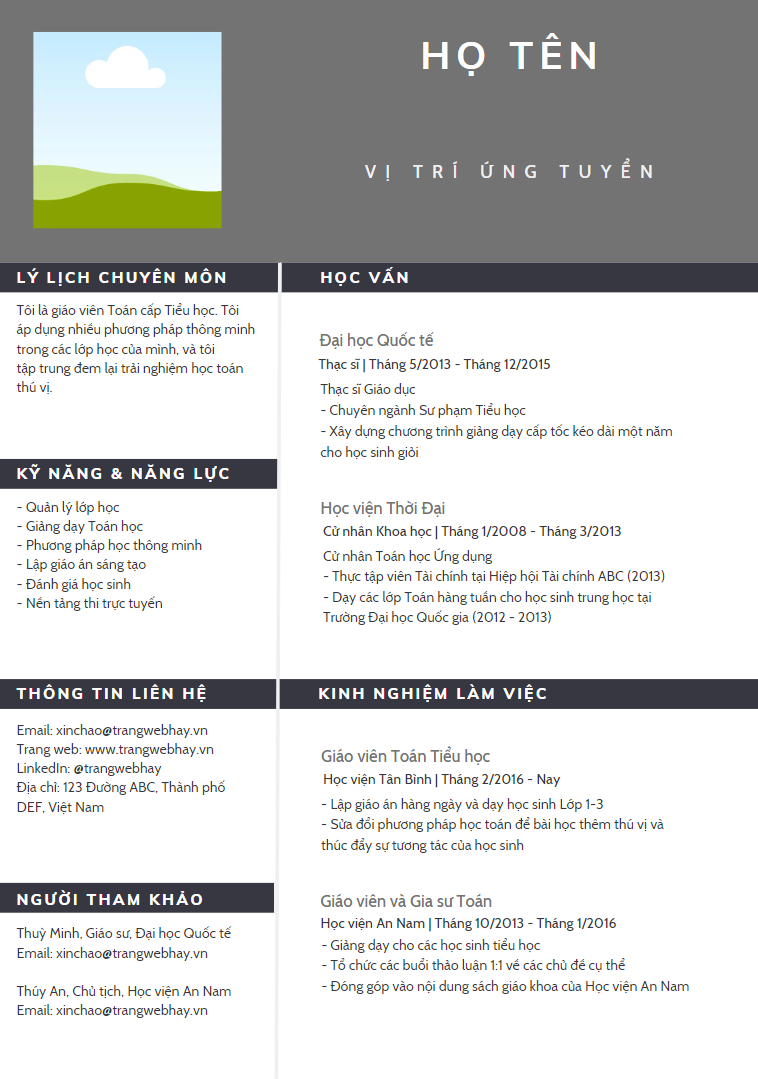 HỌ TÊN
VỊ TRÍ ỨNG TUYỂN
LÝ LỊCH CHUYÊN MÔN
Tôi là giáo viên Toán cấp Tiểu học. Tôi
áp dụng nhiều phương pháp thông minh
trong các lớp học của mình, và tôi
tập trung đem lại trải nghiệm học toán
thú vị.
KỸ NĂNG & NĂNG LỰC
- Quản lý lớp học
- Giảng dạy Toán học
- Phương pháp học thông minh
- Lập giáo án sáng tạo
- Đánh giá học sinh
- Nền tảng thi trực tuyến
THÔNG TIN LIÊN HỆ
Email: xinchao@trangwebhay.vn
Trang web: www.trangwebhay.vn
LinkedIn: @trangwebhay
Địa chỉ: 123 Đường ABC, Thành phố
DEF, Việt Nam
NGƯỜI THAM KHẢO
Thuỳ Minh, Giáo sư, Đại học Quốc tế
Email: xinchao@trangwebhay.vn
Thúy An, Chủ tịch, Học viện An Nam
Email: xinchao@trangwebhay.vn
HỌC VẤN
Đại học Quốc tế
Thạc sĩ | Tháng 5/2013 - Tháng 12/2015
Thạc sĩ Giáo dục
- Chuyên ngành Sư phạm Tiểu học
- Xây dựng chương trình giảng dạy cấp tốc kéo dài một năm
cho học sinh giỏi
Học viện Thời Đại
Cử nhân Khoa học | Tháng 1/2008 - Tháng 3/2013
Cử nhân Toán học Ứng dụng
- Thực tập viên Tài chính tại Hiệp hội Tài chính ABC (2013)
- Dạy các lớp Toán hàng tuần cho học sinh trung học tại
Trường Đại học Quốc gia (2012 - 2013)
KINH NGHIỆM LÀM VIỆC
Giáo viên Toán Tiểu học
Học viện Tân Bình | Tháng 2/2016 - Nay
- Lập giáo án hàng ngày và dạy học sinh Lớp 1-3
- Sửa đổi phương pháp học toán để bài học thêm thú vị và
thúc đẩy sự tương tác của học sinh
Giáo viên và Gia sư Toán
Học viện An Nam | Tháng 10/2013 - Tháng 1/2016
- Giảng dạy cho các học sinh tiểu học
- Tổ chức các buổi thảo luận 1:1 về các chủ đề cụ thể
- Đóng góp vào nội dung sách giáo khoa của Học viện An Nam